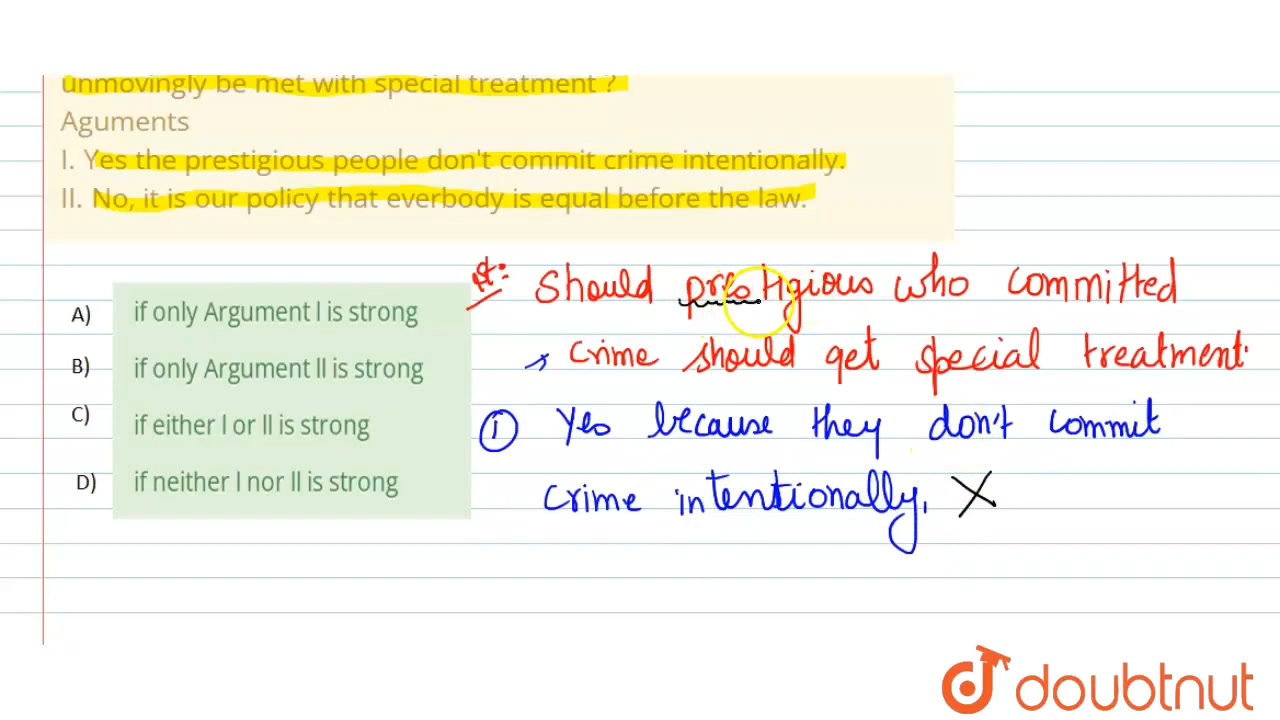 unmovingly be met with special treatment ?
Aguments
I. Yes the prestigious people don't commit crime intentionally.
II. No, it is our policy that everbody is equal before the law.
st:
should prestigious who committed
crime should get special treatment.
A) if only Argument I is strong
B) if only Argument II is strong
C) if either I or II is strong
D) if neither I nor II is strong
① Yes because they don't commit
crime intentionally. X
doubtnut